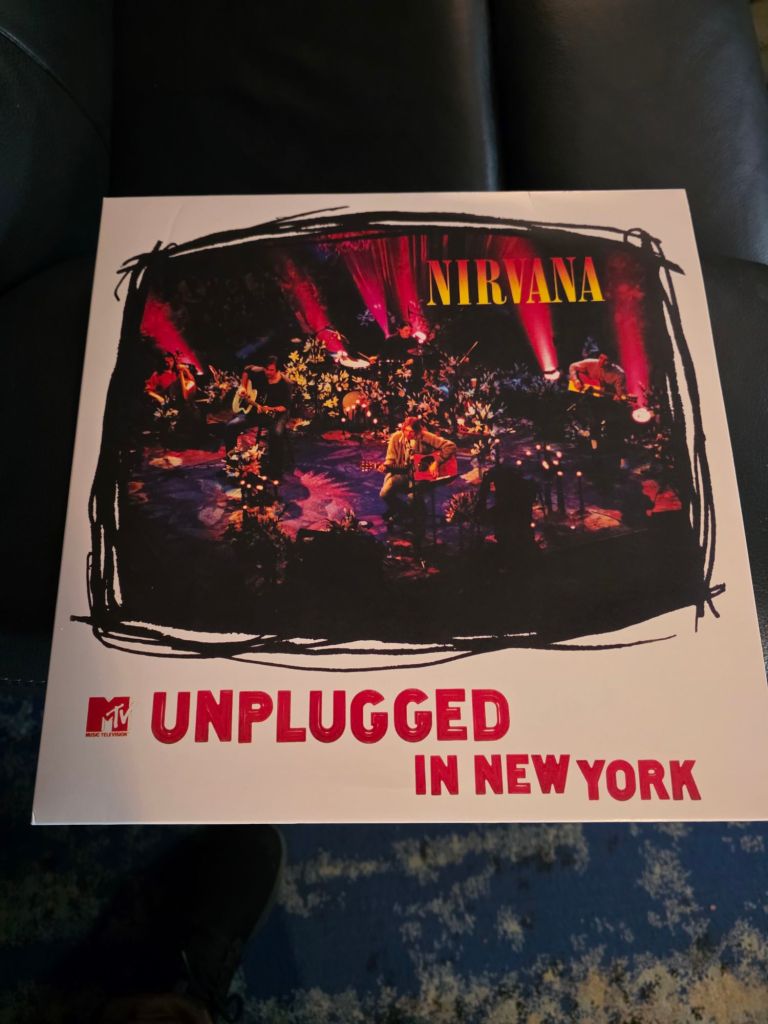 NIRVANA
MTV
MUSIC TELEVISION
UNPLUGGED
IN NEW YORK